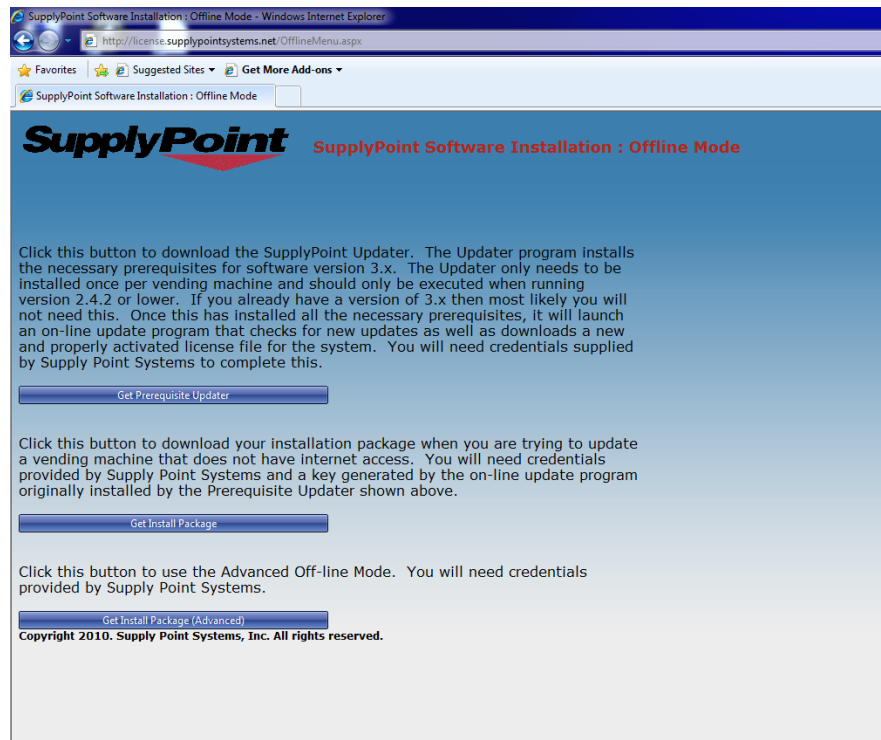 SupplyPoint Software Installation : Offline Mode - Windows Internet Explorer
http://license.supplypointsystems.net/OfflineMenu.aspx
Favorites Suggested Sites Get More Add-ons
SupplyPoint Software Installation : Offline Mode
SupplyPoint SupplyPoint Software Installation : Offline Mode
Click this button to download the SupplyPoint Updater. The Updater program installs
the necessary prerequisites for software version 3.x. The Updater only needs to be
installed once per vending machine and should only be executed when running
version 2.4.2 or lower. If you already have a version of 3.x then most likely you will
not need this. Once this has installed all the necessary prerequisites, it will launch
an on-line update program that checks for new updates as well as downloads a new
and properly activated license file for the system. You will need credentials supplied
by Supply Point Systems to complete this.
Get Prerequisite Updater
Click this button to download your installation package when you are trying to update
a vending machine that does not have internet access. You will need credentials
provided by Supply Point Systems and a key generated by the on-line update program
originally installed by the Prerequisite Updater shown above.
Get Install Package
Click this button to use the Advanced Off-line Mode. You will need credentials
provided by Supply Point Systems.
Get Install Package (Advanced)
Copyright 2010. Supply Point Systems, Inc. All rights reserved.